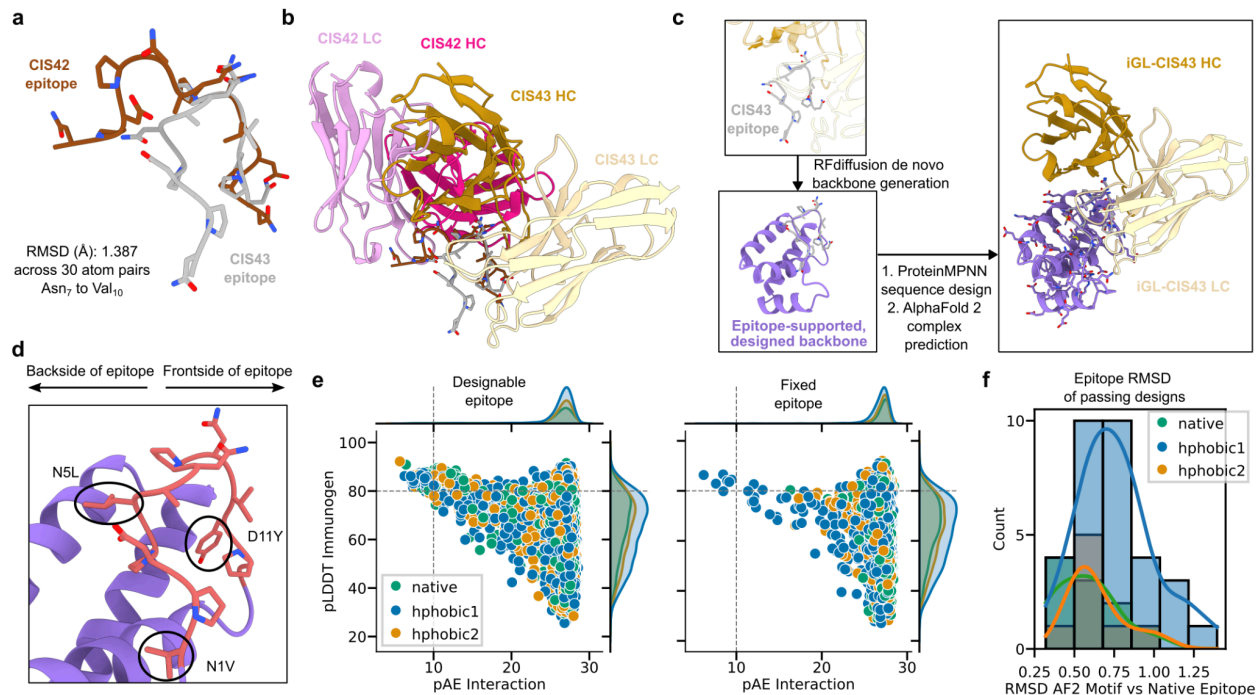 a
CIS42
epitope
RMSD (Å): 1.387
across 30 atom pairs
Asn₇ to Val₁₀
CIS43
epitope
b
CIS42 LC
CIS42 HC
CIS43 HC
CIS43 LC
c
CIS43
epitope
RFdiffusion de novo
backbone generation
Epitope-supported,
designed backbone
1. ProteinMPNN
sequence design
2. AlphaFold 2
complex
prediction
iGL-CIS43 HC
iGL-CIS43 LC
d
Backside of epitope
Frontside of epitope
N5L
D11Y
N1V
e
Designable
epitope
Fixed
epitope
pLDDT Immunogen
100
80
60
40
20
native
hphobic1
hphobic2
10
20
30
pAE Interaction
10
20
30
pAE Interaction
f
Epitope RMSD
of passing designs
native
hphobic1
hphobic2
Count
10
5
0
0.25
0.50
0.75
1.00
1.25
RMSD AF2 Motif vs Native Epitope